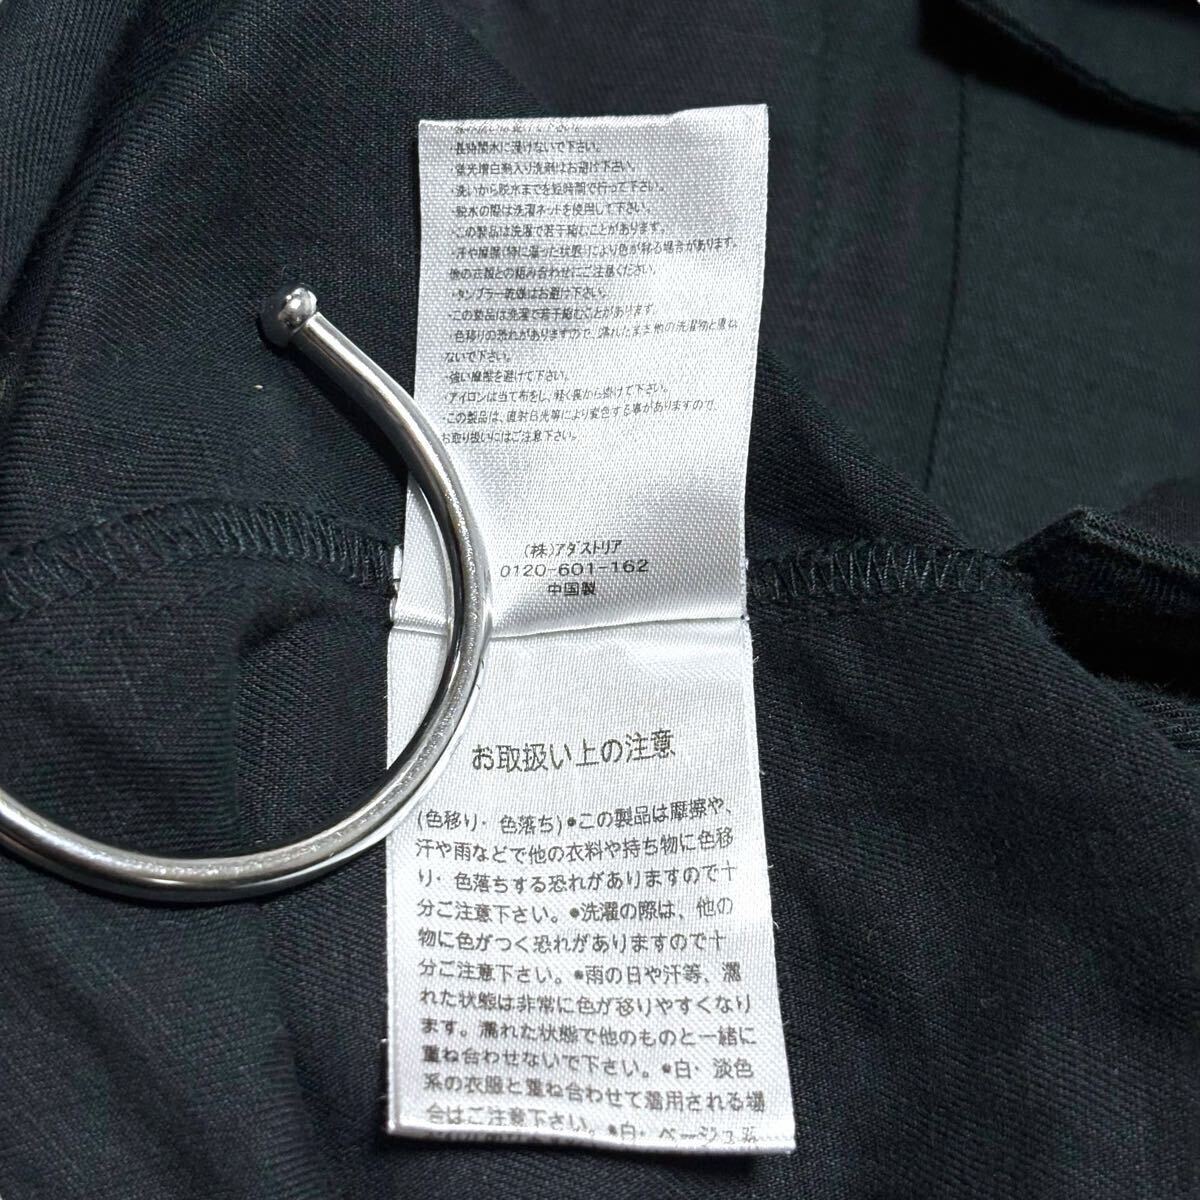 ・長時間水に浸けないで下さい。
・蛍光増白剤入り洗剤はお避け下さい。
・洗いから脱水までを短時間で行って下さい。
・脱水の際は洗濯ネットを使用して下さい。
・この製品は洗濯で若干縮むことがあります。
・汗や摩擦(特に湿った状態)により色が移る場合があります。
他の衣類との組み合わせにご注意ください。
・タンブラー乾燥はお避け下さい。
・この製品は洗濯で若干縮むことがあります。
・色移りの恐れがありますので、濡れたまま他の洗濯物と重ね
ないで下さい。
・強い摩擦を避けて下さい。
・アイロンは当て布をし、軽く裏から掛けて下さい。
・この製品は、直射日光等により変色する事がありますので、
お取り扱いにはご注意下さい。
(株)アダストリア
0120-601-162
中国製
お取扱い上の注意
(色移り・色落ち)●この製品は摩擦や、
汗や雨などで他の衣料や持ち物に色移
り・色落ちする恐れがありますので十
分ご注意下さい。●洗濯の際は、他の
物に色がつく恐れがありますので十
分ご注意下さい。●雨の日や汗等、濡
れた状態は非常に色が移りやすくなり
ます。濡れた状態で他のものと一緒に
重ね合わせないで下さい。●白・淡色
系の衣服と重ね合わせて着用される場
合はご注意下さい。●白・ベージュ系